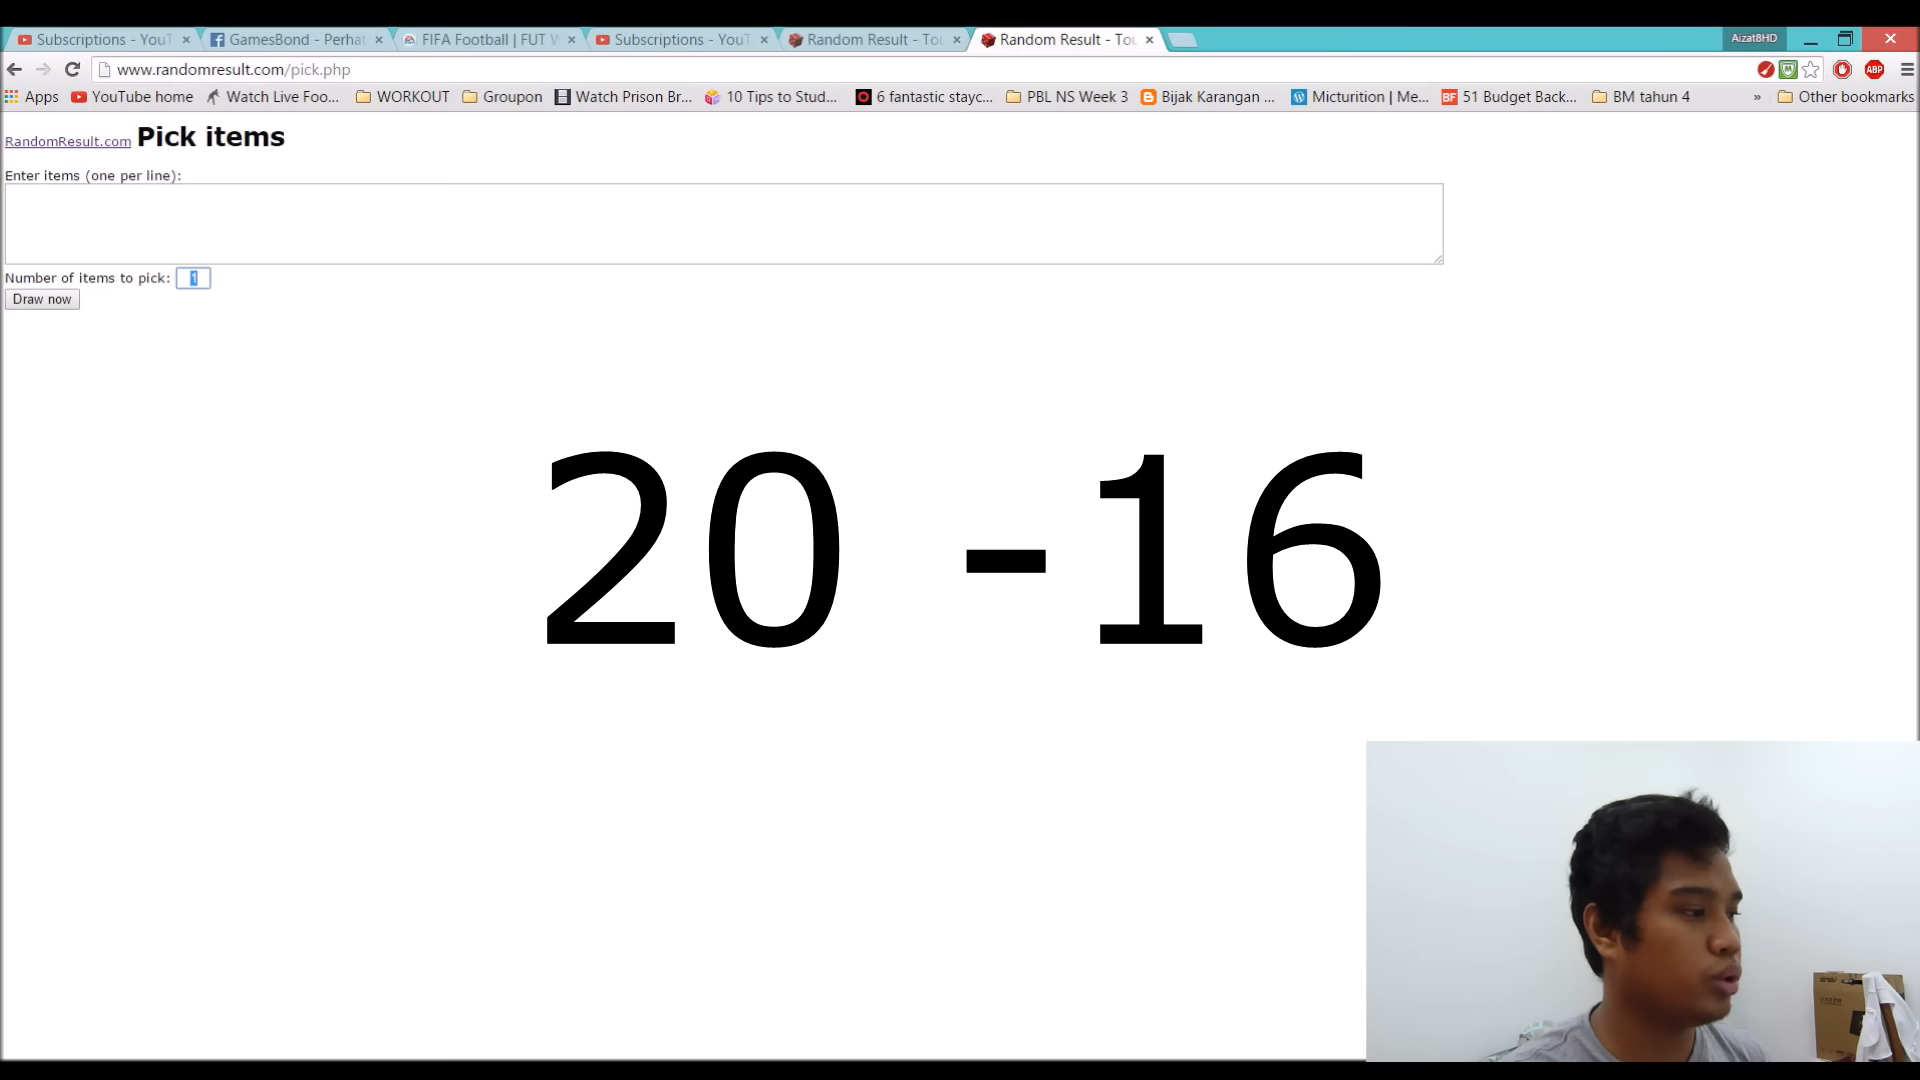 Subscriptions - YouT
GamesBond - Perhat
FIFA Football | FUT W
Subscriptions - YouT
Random Result - Tou
Random Result - Tou
Aizat8HD
www.randomresult.com/pick.php
ABP
Apps
YouTube home
Watch Live Foo...
WORKOUT
Groupon
Watch Prison Br...
10 Tips to Stud...
6 fantastic stayc...
PBL NS Week 3
Bijak Karangan ...
Micturition | Me...
BF 51 Budget Back...
BM tahun 4
»
Other bookmarks
RandomResult.com Pick items
Enter items (one per line):
Number of items to pick: 1
Draw now
20 -16